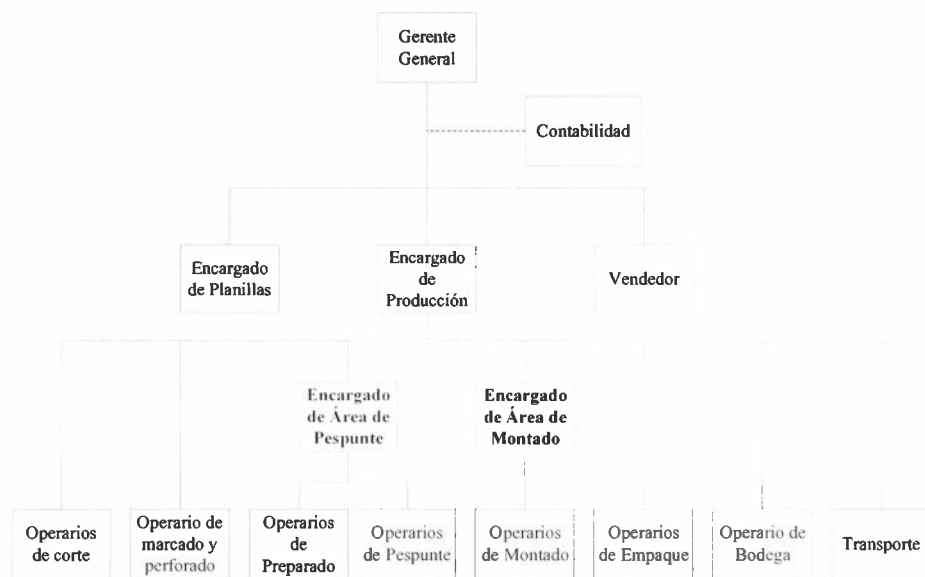 Gerente
General
Contabilidad
Encargado
de Planillas
Encargado
de
Producción
Vendedor
Encargado
de Área de
Pespunte
Encargado
de Área de
Montado
Operarios
de corte
Operario de
marcado y
perforado
Operarios
de
Preparado
Operarios
de Pespunte
Operarios
de Montado
Operarios
de Empaque
Operario de
Bodega
Transporte